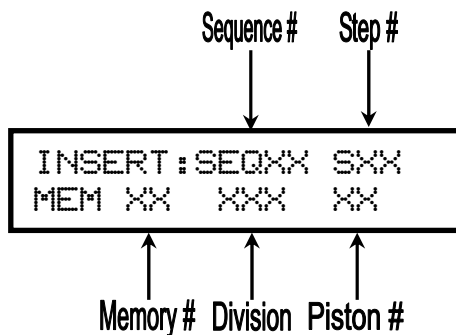 Sequence # Step #
INSERT:SEQXX SXX
MEM XX XXX XX
Memory # Division Piston #